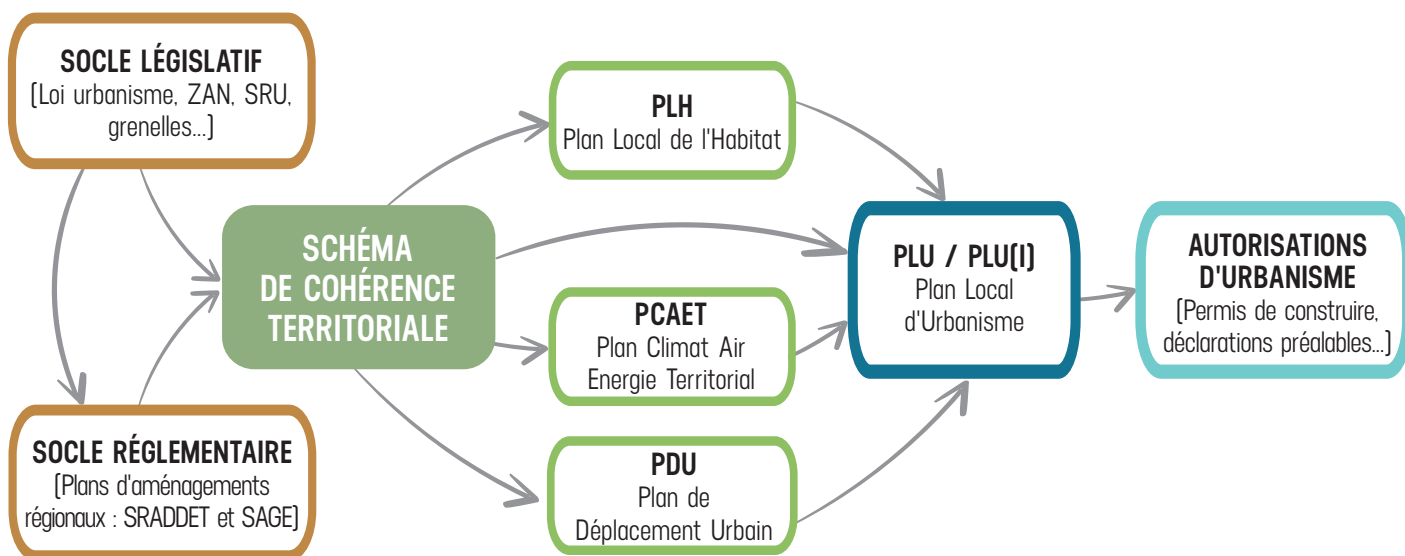 SOCLE LÉGISLATIF
(Loi urbanisme, ZAN, SRU,
grenelles...)
SOCLE RÉGLEMENTAIRE
(Plans d'aménagements
régionaux : SRADDET et SAGE)
SCHÉMA
DE COHÉRENCE
TERRITORIALE
PLH
Plan Local de l'Habitat
PCAET
Plan Climat Air
Energie Territorial
PDU
Plan de
Déplacement Urbain
PLU / PLU(I)
Plan Local
d'Urbanisme
AUTORISATIONS
D'URBANISME
(Permis de construire,
déclarations préalables...)